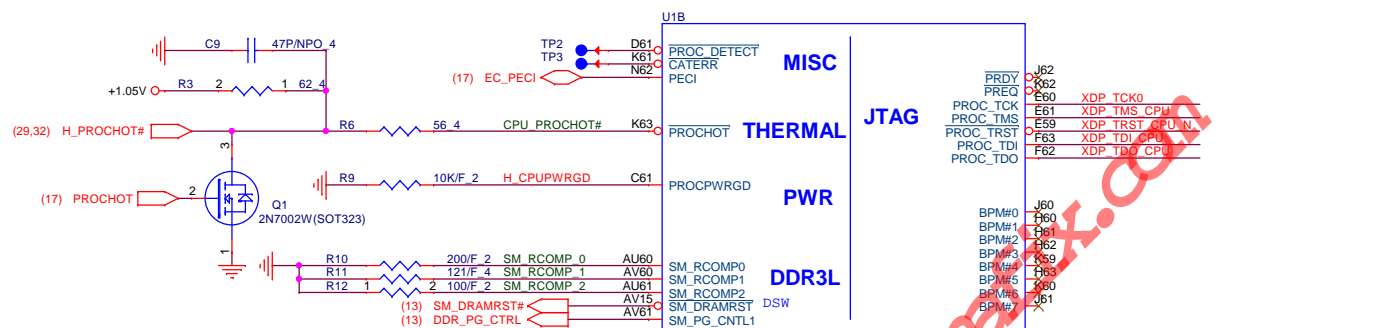 U1B
C9 47P/NPO_4 TP2 D61 PROC_DETECT J62
TP3 K61 CATERR MISC PRDY K62
(17) EC_PECI N62 PECI PREQ E60 XDP_TCK0
+1.05V R3 2 1 62_4 PROC_TCK E61 XDP_TMS_CPU
PROC_TMS E59 XDP_TRST_CPU_N
(29,32) H_PROCHOT# R6 56_4 CPU_PROCHOT# K63 PROCHOT THERMAL JTAG PROC_TRST F63 XDP_TDI_CPU
PROC_TDI F62 XDP_TDO_CPU
3 PROC_TDO
(17) PROCHOT 2 R9 10K/F_2 H_CPUPWRGD C61 PROCPWRGD PWR
Q1 BPM#0 J60
2N7002W(SOT323) BPM#1 H60
1 BPM#2 H61
BPM#3 H62
R10 200/F_2 SM_RCOMP_0 AU60 SM_RCOMP0 BPM#4 K59
R11 121/F_4 SM_RCOMP_1 AV60 SM_RCOMP1 DDR3L BPM#5 H63
R12 1 2 100/F_2 SM_RCOMP_2 AU61 SM_RCOMP2 BPM#6 K60
(13) SM_DRAMRST# AV15 SM_DRAMRST DSW BPM#7 J61
(13) DDR_PG_CTRL AV61 SM_PG_CNTL1